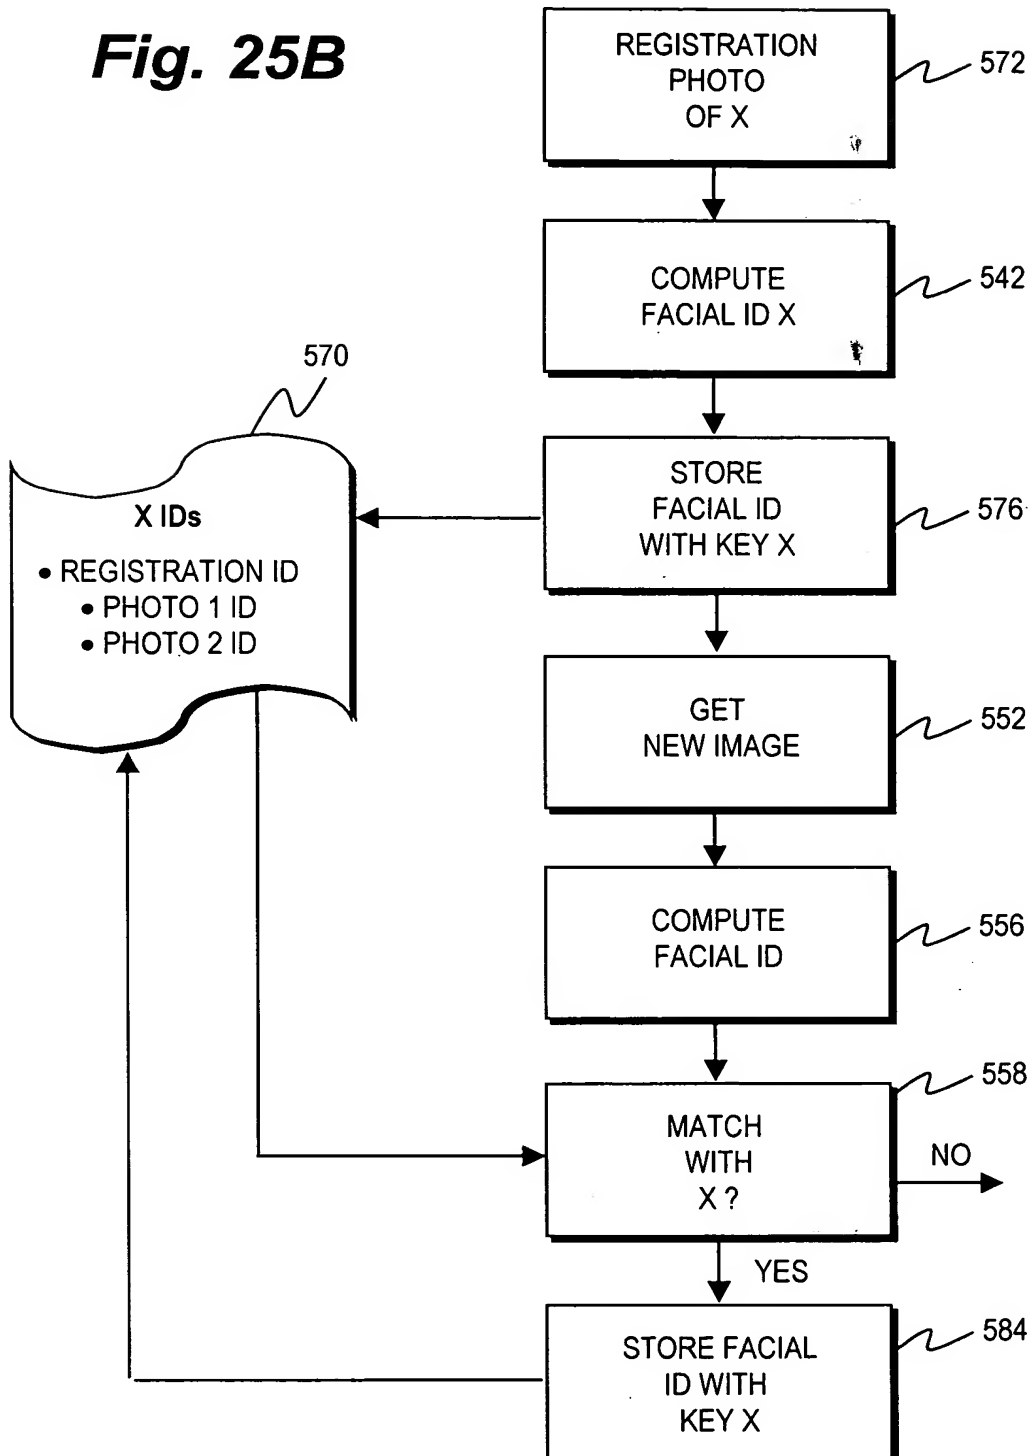 Fig. 25B
REGISTRATION
PHOTO
OF X
572
COMPUTE
FACIAL ID X
542
570
X IDs
• REGISTRATION ID
• PHOTO 1 ID
• PHOTO 2 ID
STORE
FACIAL ID
WITH KEY X
576
GET
NEW IMAGE
552
COMPUTE
FACIAL ID
556
MATCH
WITH
X ?
558
NO
YES
STORE FACIAL
ID WITH
KEY X
584